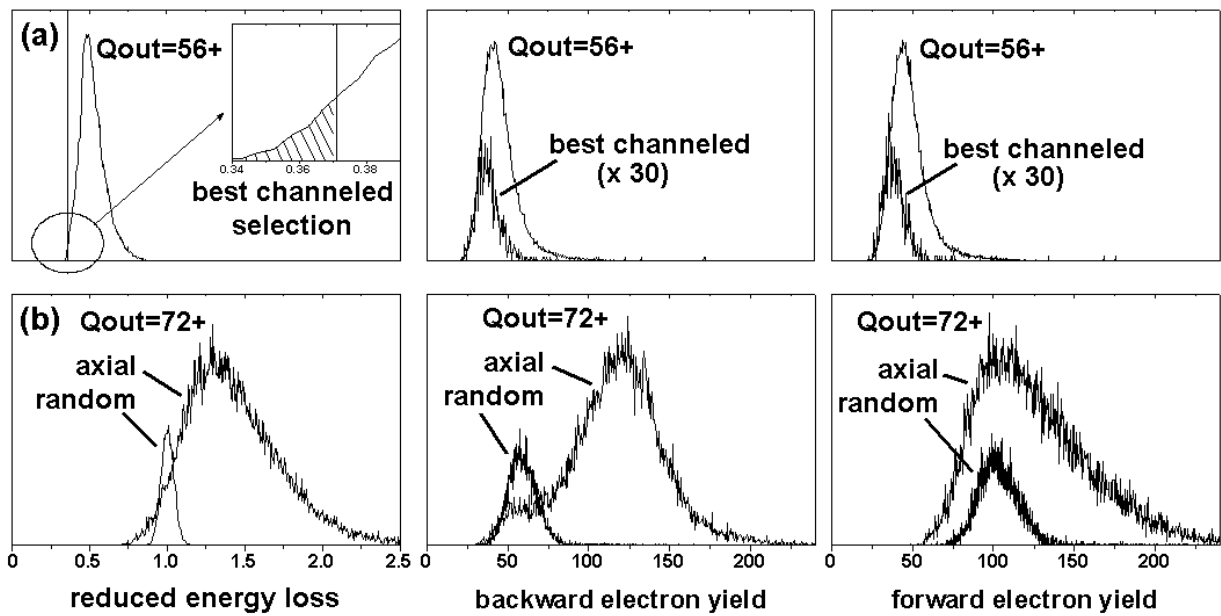 (a)
Qout=56+
0.34 0.36 0.38
best channeled
selection
Qout=56+
best channeled
(x 30)
Qout=56+
best channeled
(x 30)
(b)
Qout=72+
axial
random
0 0.5 1.0 1.5 2.0 2.5
reduced energy loss
Qout=72+
axial
random
0 50 100 150 200
backward electron yield
Qout=72+
axial
random
0 50 100 150 200
forward electron yield